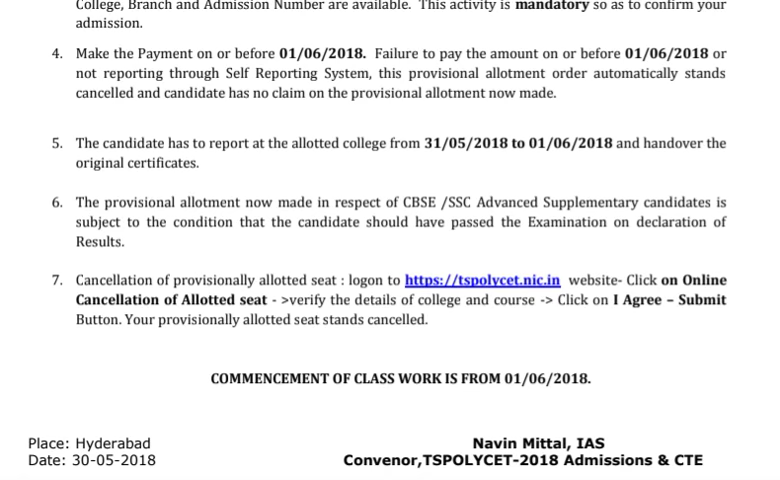 College, Branch and Admission Number are available. This activity is mandatory so as to confirm your
admission.
4. Make the Payment on or before 01/06/2018. Failure to pay the amount on or before 01/06/2018 or
not reporting through Self Reporting System, this provisional allotment order automatically stands
cancelled and candidate has no claim on the provisional allotment now made.
5. The candidate has to report at the allotted college from 31/05/2018 to 01/06/2018 and handover the
original certificates.
6. The provisional allotment now made in respect of CBSE /SSC Advanced Supplementary candidates is
subject to the condition that the candidate should have passed the Examination on declaration of
Results.
7. Cancellation of provisionally allotted seat : logon to https://tspolycet.nic.in website- Click on Online
Cancellation of Allotted seat - >verify the details of college and course -> Click on I Agree – Submit
Button. Your provisionally allotted seat stands cancelled.
COMMENCEMENT OF CLASS WORK IS FROM 01/06/2018.
Place: Hyderabad
Date: 30-05-2018
Navin Mittal, IAS
Convenor,TSPOLYCET-2018 Admissions & CTE